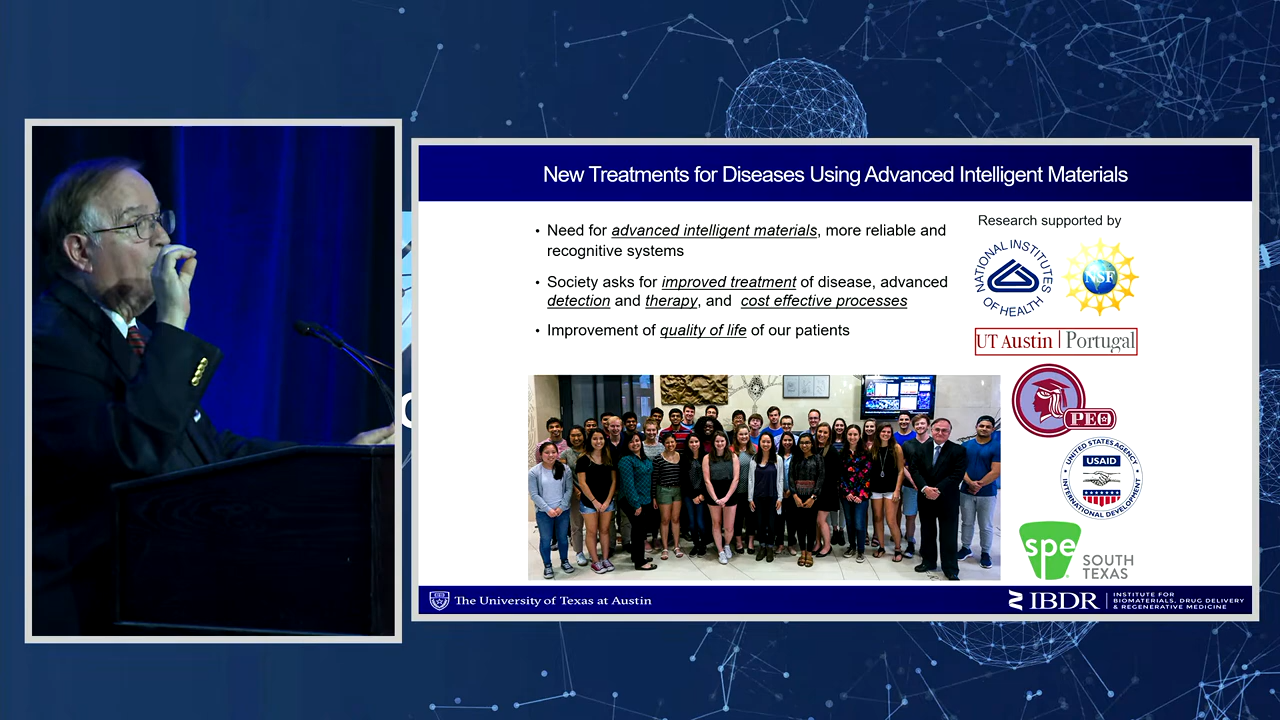 New Treatments for Diseases Using Advanced Intelligent Materials
• Need for advanced intelligent materials, more reliable and
recognitive systems
• Society asks for improved treatment of disease, advanced
detection and therapy, and cost effective processes
• Improvement of quality of life of our patients
Research supported by
NATIONAL INSTITUTES
OF HEALTH
NSF
UT Austin | Portugal
PEO
UNITED STATES AGENCY
USAID
INTERNATIONAL DEVELOPMENT
spe
SOUTH
TEXAS
The University of Texas at Austin
IBDR
INSTITUTE FOR
BIOMATERIALS, DRUG DELIVERY
& REGENERATIVE MEDICINE